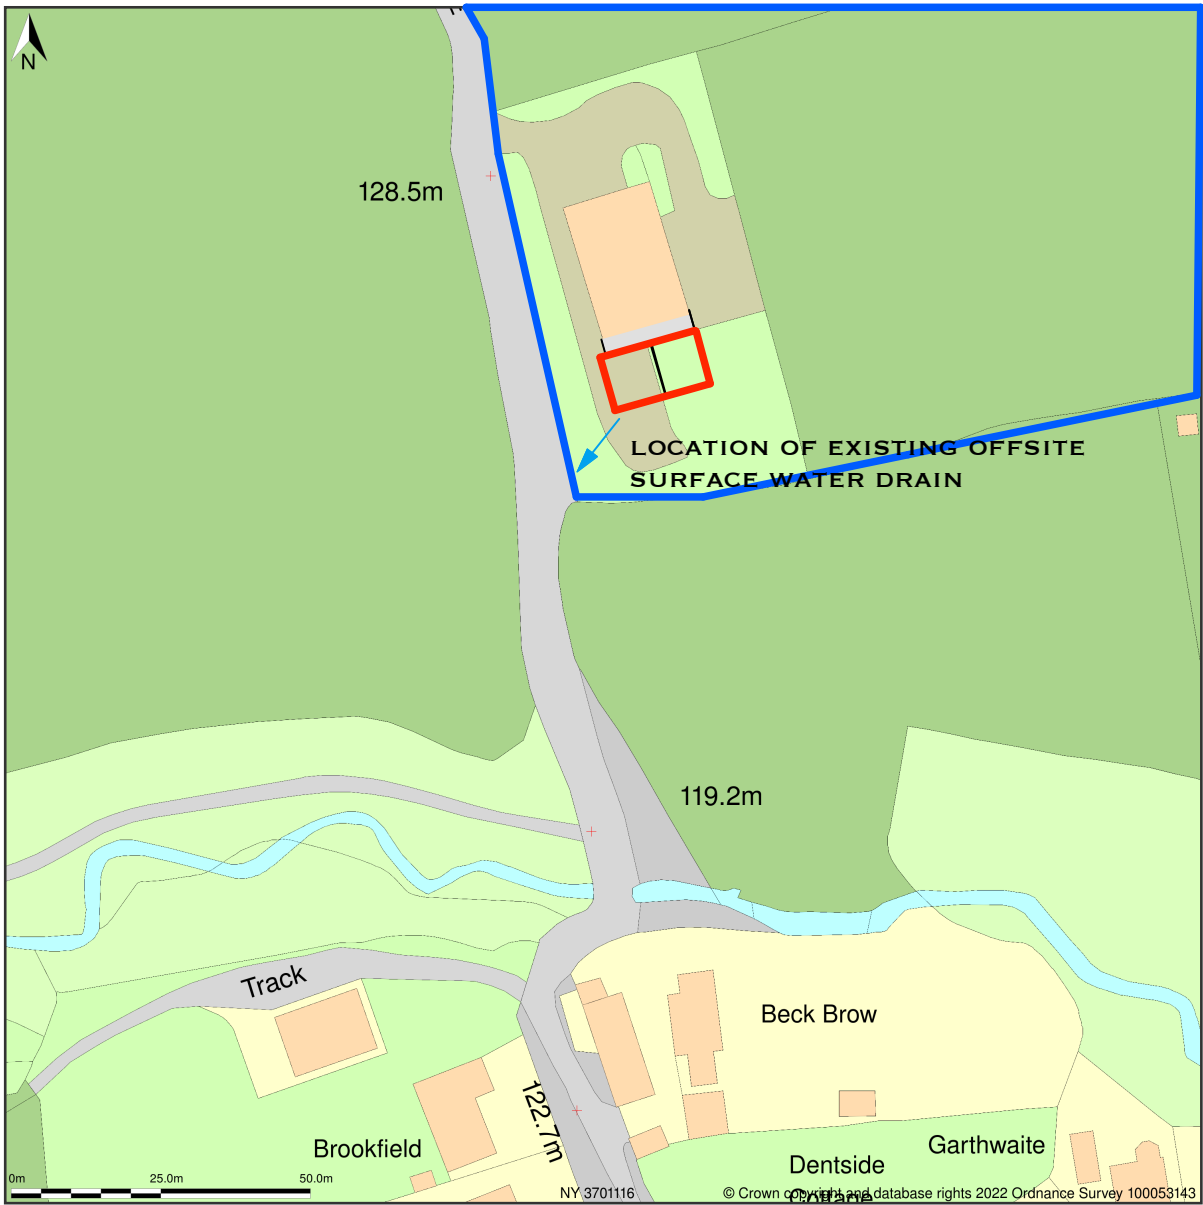 N
128.5m
LOCATION OF EXISTING OFFSITE
SURFACE WATER DRAIN
119.2m
Track
Beck Brow
122.7m
Brookfield
Garthwaite
Dentside
Cottage
0m 25.0m 50.0m
NY 3701116
© Crown copyright and database rights 2022 Ordnance Survey 100053143